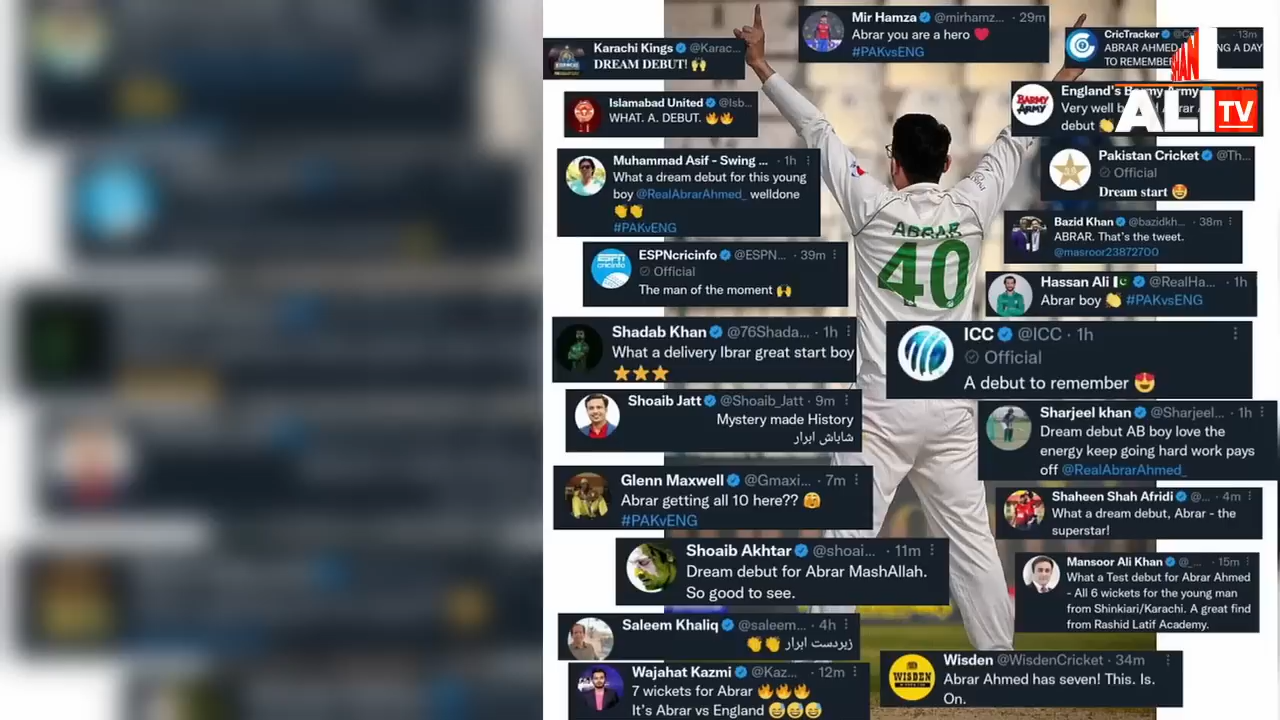 Mir Hamza @mirhamz... · 29m
Abrar you are a hero ❤️
#PAKvsENG
Karachi Kings @Karac...
DREAM DEBUT! 🙌
CricTracker · 13m
ABRAR AHMED NG A DAY
TO REMEMBE
Islamabad United @Isb...
WHAT. A. DEBUT. 🔥🔥
England's Barmy Army
Very well
debut 👏
ALI TV
Muhammad Asif - Swing ... · 1h
What a dream debut for this young
boy @RealAbrarAhmed_ welldone
👏👏
#PAKvENG
Pakistan Cricket @Th...
Official
Dream start 🤩
Bazid Khan @bazidkh... · 38m
ABRAR. That's the tweet.
@masroor23872700
ABRAR
40
ESPNcricinfo @ESPN... · 39m
Official
The man of the moment 🙌
Hassan Ali 🇵🇰 @RealHa... · 1h
Abrar boy 👏 #PAKvsENG
Shadab Khan @76Shada... · 1h
What a delivery Ibrar great start boy
⭐⭐⭐
ICC @ICC · 1h
Official
A debut to remember 😍
Shoaib Jatt @Shoaib_Jatt · 9m
Mystery made History
شاباش ابرار
Sharjeel khan @Sharjeel... · 1h
Dream debut AB boy love the
energy keep going hard work pays
off @RealAbrarAhmed_
Glenn Maxwell @Gmaxi... · 7m
Abrar getting all 10 here?? 🤗
#PAKvENG
Shaheen Shah Afridi @... · 4m
What a dream debut, Abrar - the
superstar!
Shoaib Akhtar @shoai... · 11m
Dream debut for Abrar MashAllah.
So good to see.
Mansoor Ali Khan @_... · 15m
What a Test debut for Abrar Ahmed
- All 6 wickets for the young man
from Shinkiari/Karachi. A great find
from Rashid Latif Academy.
Saleem Khaliq @saleem... · 4h
زبردست ابرار 👏👏
Wajahat Kazmi @Kaz... · 12m
7 wickets for Abrar 🔥🔥🔥
It's Abrar vs England 😅😅😅
Wisden @WisdenCricket · 34m
Abrar Ahmed has seven! This. Is.
On.